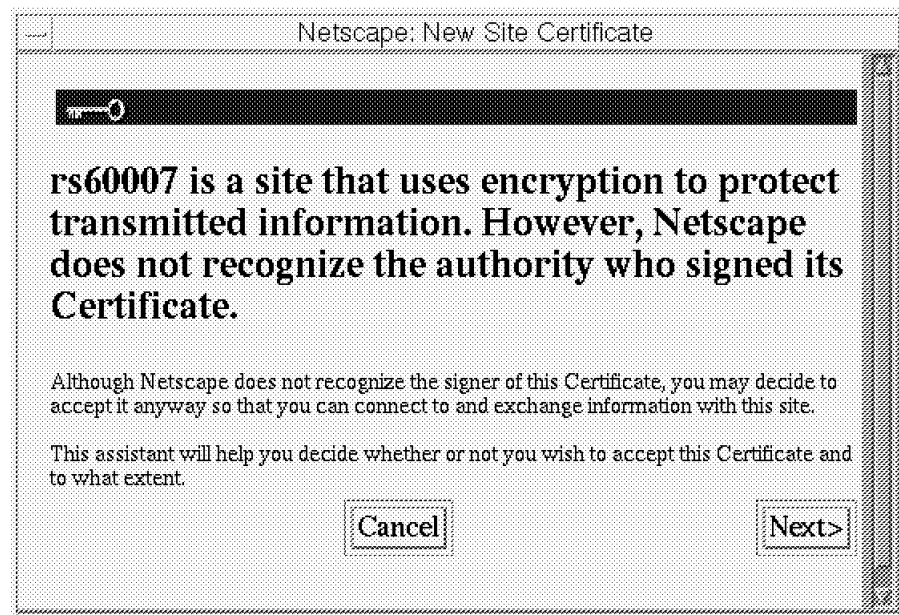 Netscape: New Site Certificate
rs60007 is a site that uses encryption to protect
transmitted information. However, Netscape
does not recognize the authority who signed its
Certificate.
Although Netscape does not recognize the signer of this Certificate, you may decide to
accept it anyway so that you can connect to and exchange information with this site.
This assistant will help you decide whether or not you wish to accept this Certificate and
to what extent.
Cancel
Next>